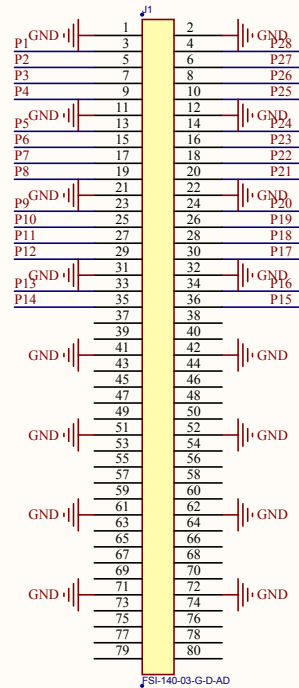 J1
GND 1 2 GND
P1 3 4 P28
P2 5 6 P27
P3 7 8 P26
P4 9 10 P25
GND 11 12 GND
P5 13 14 P24
P6 15 16 P23
P7 17 18 P22
P8 19 20 P21
GND 21 22 GND
P9 23 24 P20
P10 25 26 P19
P11 27 28 P18
P12 29 30 P17
GND 31 32 GND
P13 33 34 P16
P14 35 36 P15
37 38
39 40
GND 41 42 GND
43 44
45 46
47 48
49 50
GND 51 52 GND
53 54
55 56
57 58
59 60
GND 61 62 GND
63 64
65 66
67 68
69 70
GND 71 72 GND
73 74
75 76
77 78
79 80
FSI-140-03-G-D-AD